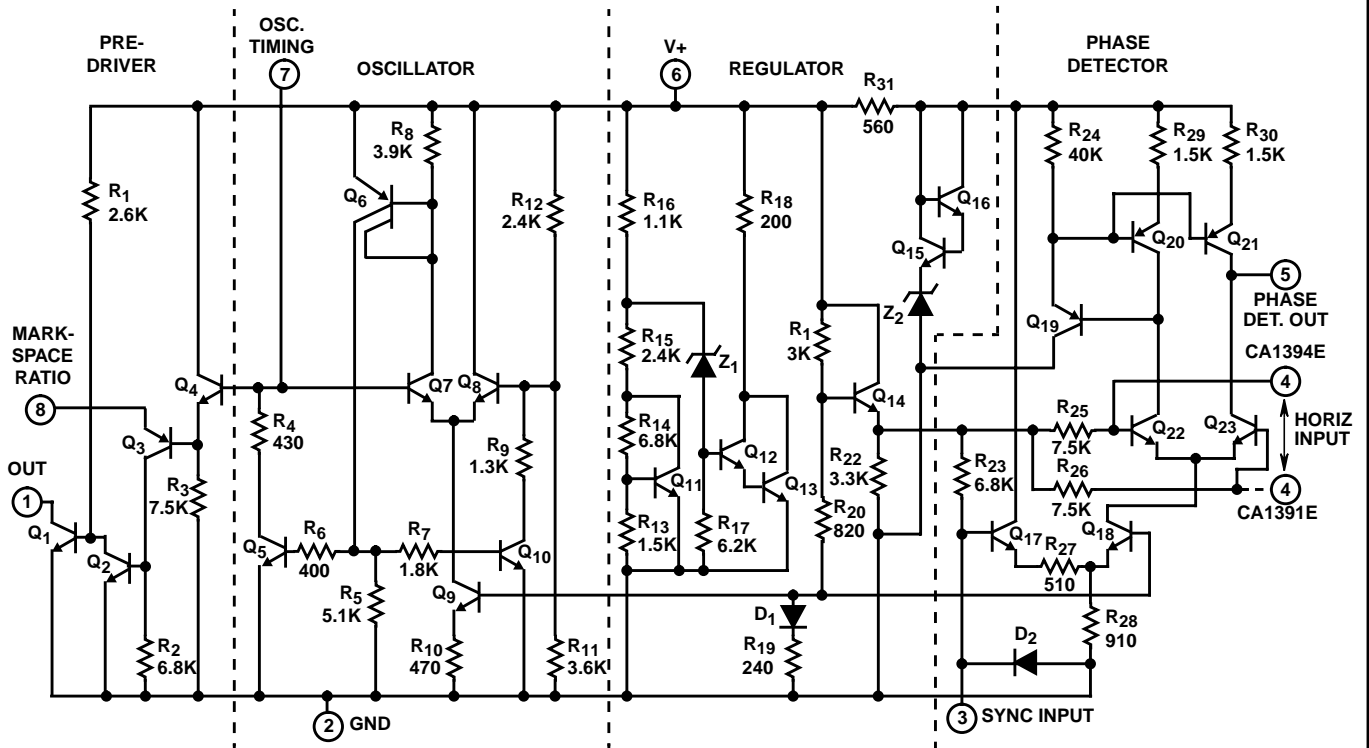 PRE-
DRIVER
OSC.
TIMING
7
OSCILLATOR
V+
6
REGULATOR
PHASE
DETECTOR
R31
560
R8
3.9K
R24
40K
R29
1.5K
R30
1.5K
R1
2.6K
Q6
R12
2.4K
R16
1.1K
R18
200
Q16
Q15
Q20
Q21
5
PHASE
DET. OUT
Z2
Q19
MARK-
SPACE
RATIO
8
R15
2.4K
Z1
R1
3K
CA1394E
4
Q4
Q7
Q8
Q14
R4
430
R9
1.3K
R14
6.8K
R25
7.5K
Q22
Q23
HORIZ
INPUT
Q3
Q12
R22
3.3K
R23
6.8K
R26
7.5K
4
CA1391E
OUT
1
R3
7.5K
Q11
Q13
R20
820
Q1
Q2
Q5
R6
400
R7
1.8K
Q10
R13
1.5K
R17
6.2K
Q17
Q18
R27
510
R5
5.1K
Q9
D1
R2
6.8K
R10
470
R11
3.6K
R19
240
D2
R28
910
2
GND
3
SYNC INPUT